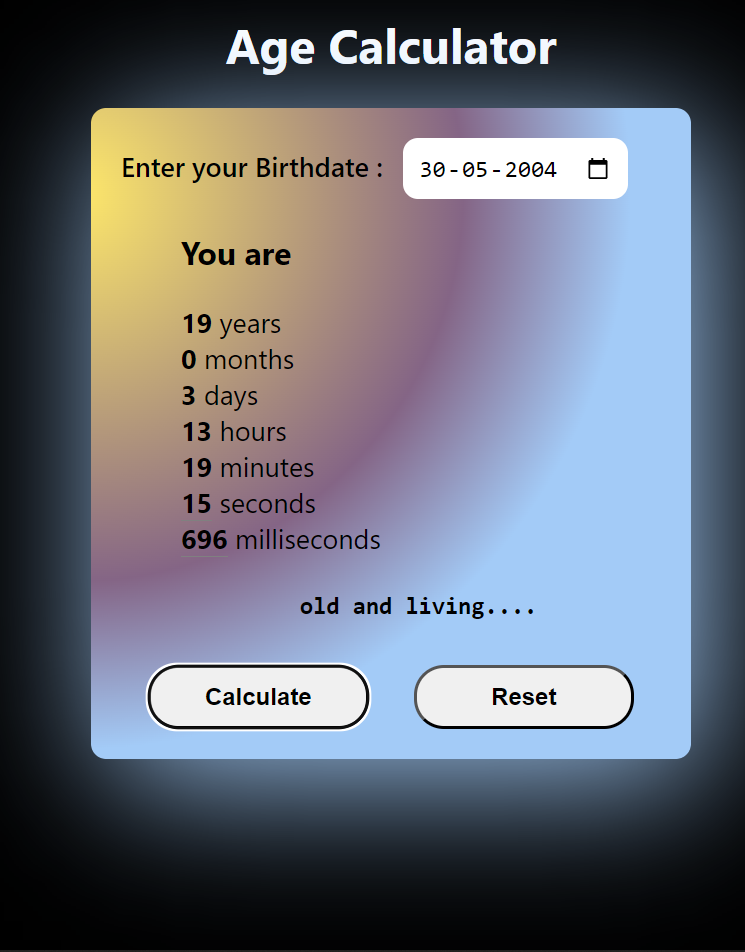 Age Calculator
Enter your Birthdate : 30-05-2004
You are
19 years
0 months
3 days
13 hours
19 minutes
15 seconds
696 milliseconds
old and living....
Calculate Reset